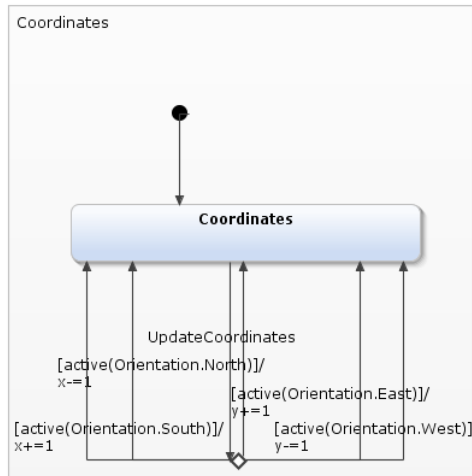 Coordinates
Coordinates
UpdateCoordinates
[active(Orientation.North)]/
x-=1
[active(Orientation.East)]/
y+=1
[active(Orientation.South)]/
x+=1
[active(Orientation.West)]
y-=1